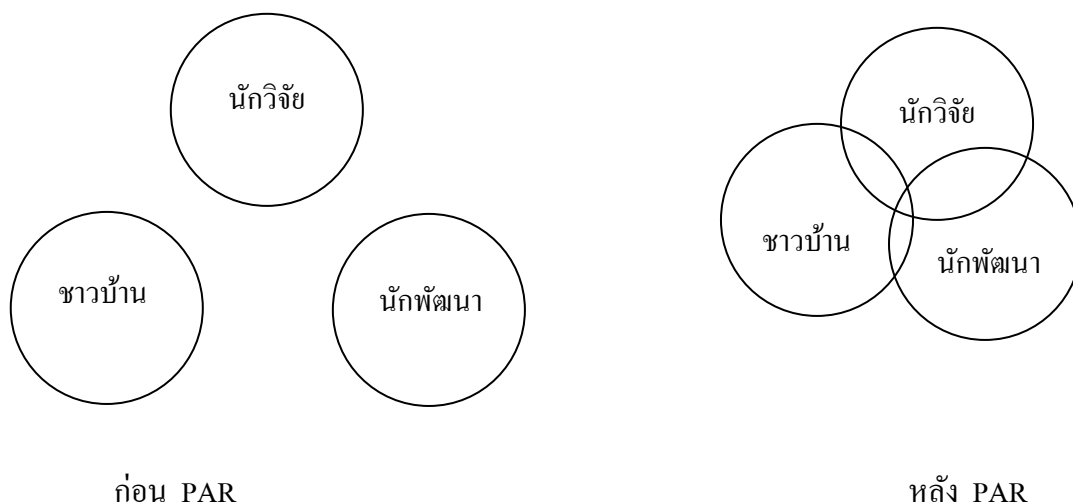 นักวิจัย
ชาวบ้าน
นักพัฒนา
ก่อน PAR
นักวิจัย
ชาวบ้าน
นักพัฒนา
หลัง PAR